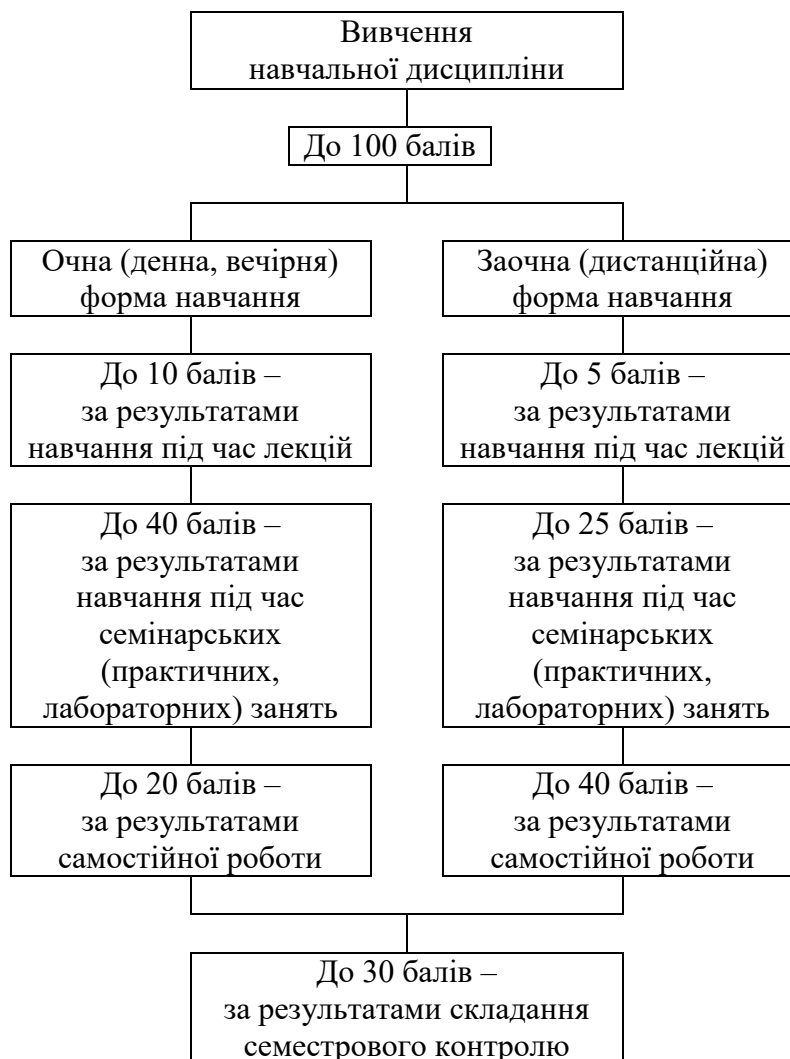 Вивчення
навчальної дисципліни
До 100 балів
Очна (денна, вечірня)
форма навчання
Заочна (дистанційна)
форма навчання
До 10 балів –
за результатами
навчання під час лекцій
До 5 балів –
за результатами
навчання під час лекцій
До 40 балів –
за результатами
навчання під час
семінарських
(практичних,
лабораторних) занять
До 25 балів –
за результатами
навчання під час
семінарських
(практичних,
лабораторних) занять
До 20 балів –
за результатами
самостійної роботи
До 40 балів –
за результатами
самостійної роботи
До 30 балів –
за результатами складання
семестрового контролю